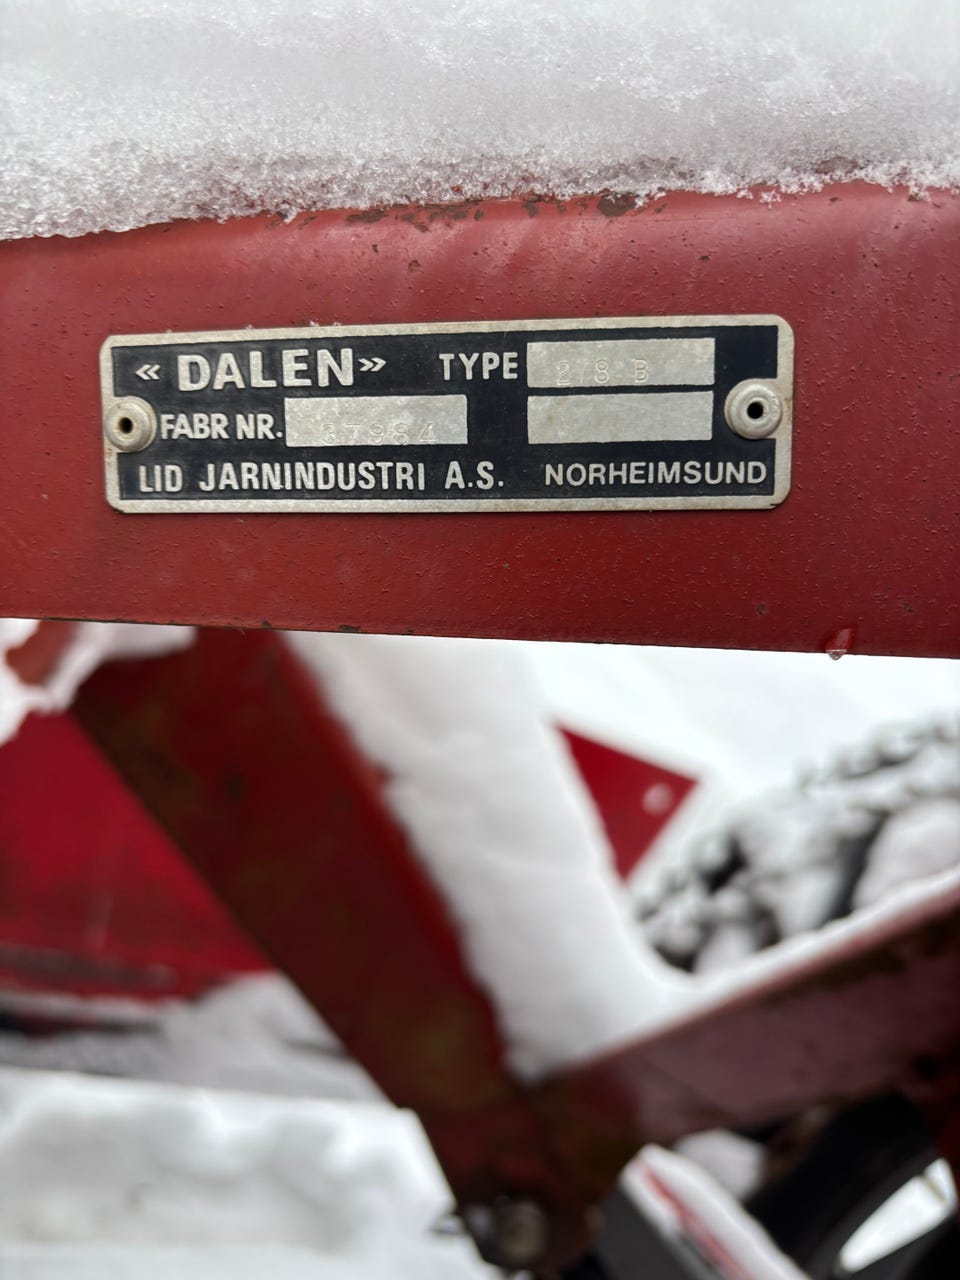 « DALEN » TYPE 278 B
FABR NR. 37984
LID JARNINDUSTRI A.S. NORHEIMSUND